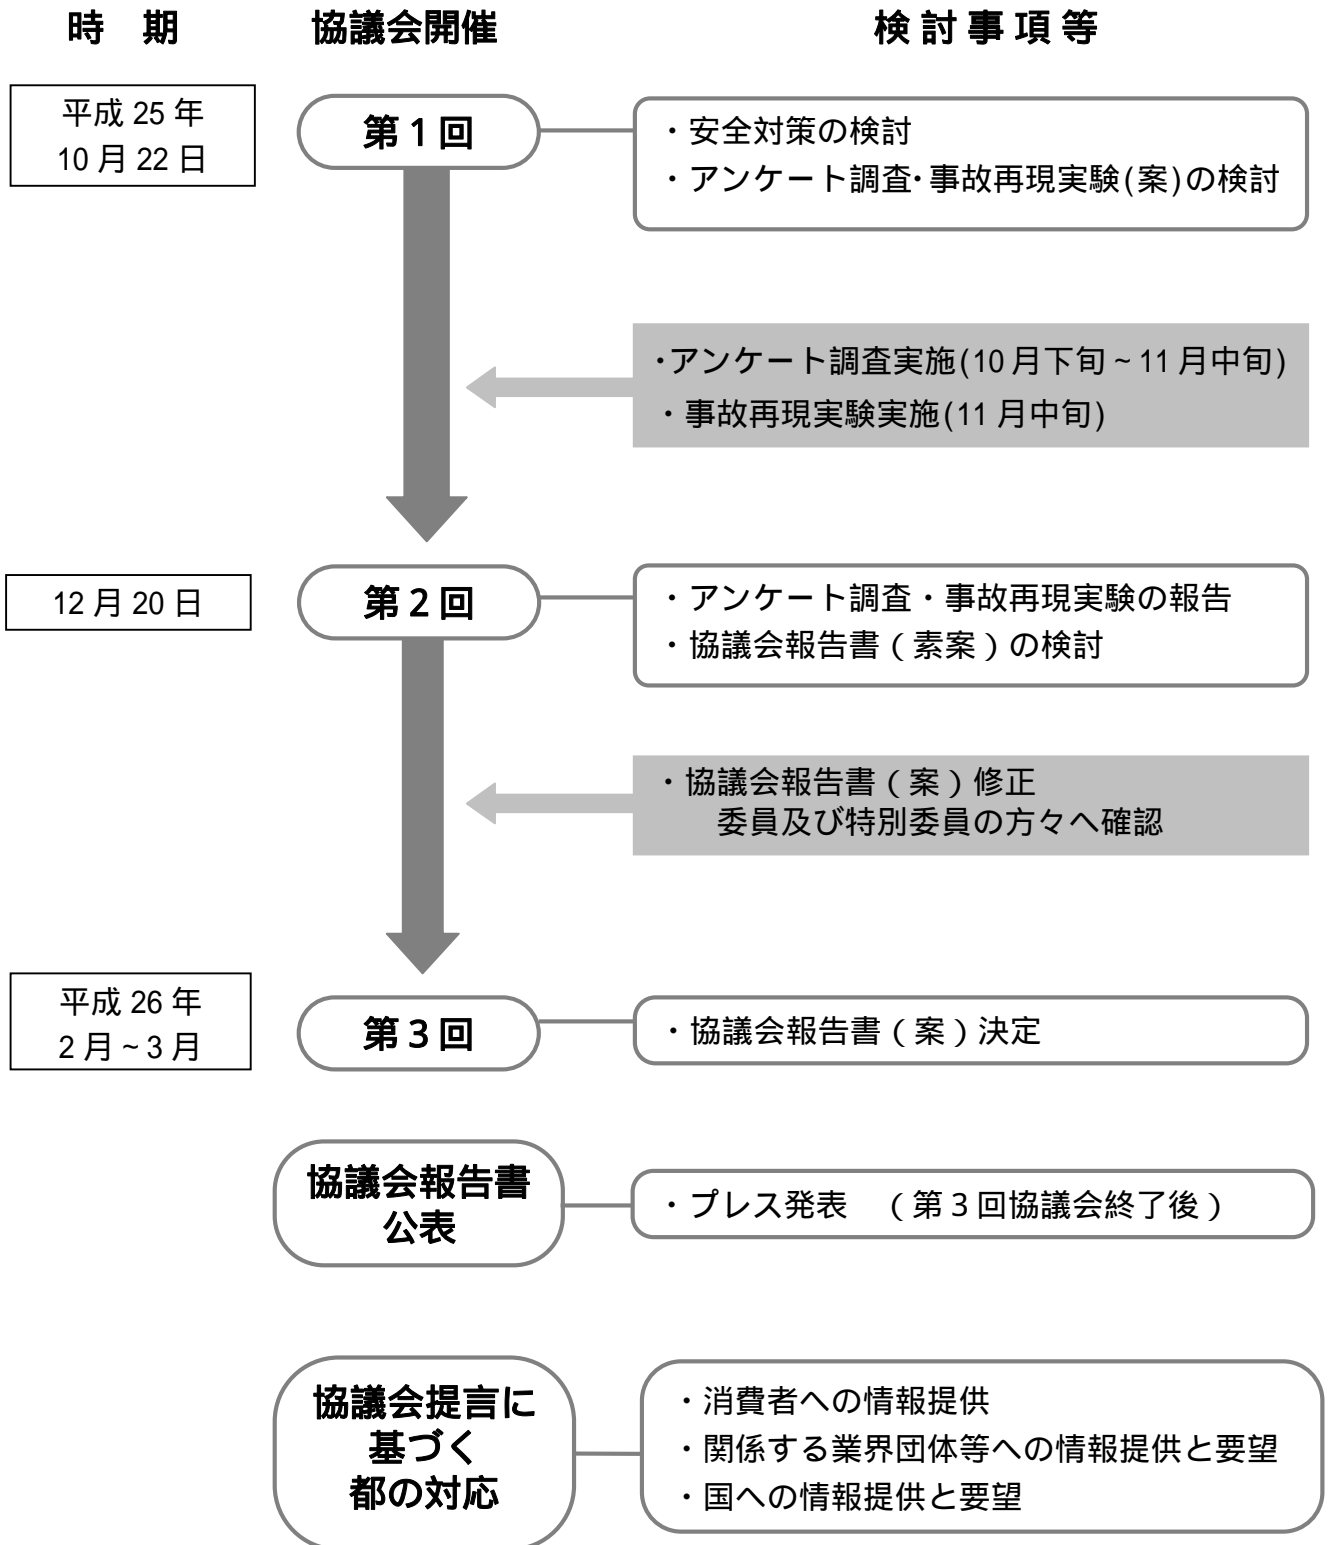 時　期　協議会開催　検討事項等
平成 25 年
10 月 22 日
第１回
・安全対策の検討
・アンケート調査・事故再現実験(案)の検討
・アンケート調査実施(10 月下旬～11 月中旬)
・事故再現実験実施(11 月中旬)
12 月 20 日
第２回
・アンケート調査・事故再現実験の報告
・協議会報告書（素案）の検討
・協議会報告書（案）修正
委員及び特別委員の方々へ確認
平成 26 年
2 月～3 月
第３回
・協議会報告書（案）決定
協議会報告書
公表
・プレス発表　（第３回協議会終了後）
協議会提言に
基づく
都の対応
・消費者への情報提供
・関係する業界団体等への情報提供と要望
・国への情報提供と要望